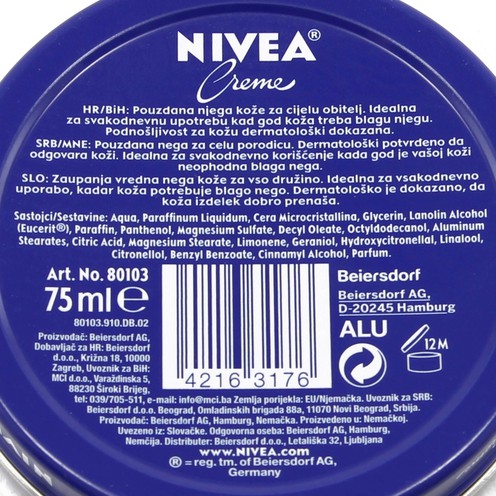 NIVEA®
Creme
HR/BiH: Pouzdana njega kože za cijelu obitelj. Idealna
za svakodnevnu upotrebu kad god koža treba blagu njegu.
Podnošljivost za kožu dermatološki dokazana.
SRB/MNE: Pouzdana nega za celu porodicu. Dermatološki potvrđeno da
odgovara koži. Idealna za svakodnevno korišćenje kada god je vašoj koži
neophodna blaga nega.
SLO: Zaupanja vredna nega kože za vso družino. Idealna za vsakodnevno
uporabo, kadar koža potrebuje blago nego. Dermatološko je dokazano, da
koža izdelek dobro prenaša.
Sastojci/Sestavine: Aqua, Paraffinum Liquidum, Cera Microcristallina, Glycerin, Lanolin Alcohol
(Eucerit®), Paraffin, Panthenol, Magnesium Sulfate, Decyl Oleate, Octyldodecanol, Aluminum
Stearates, Citric Acid, Magnesium Stearate, Limonene, Geraniol, Hydroxycitronellal, Linalool,
Citronellol, Benzyl Benzoate, Cinnamyl Alcohol, Parfum.
Art. No. 80103
75 ml e
80103.910.DB.02
Proizvođač: Beiersdorf AG,
Dobavljač za HR: Beiersdorf
d.o.o., Križna 18, 10000
Zagreb, Uvoznik za BiH:
MCI d.o.o., Varaždinska 5,
88230 Široki Brijeg,
4216 3176
Beiersdorf
Beiersdorf AG,
D-20245 Hamburg
ALU
12M
tel: 039/705-511, e-mail=info@mci.ba Zemlja porijekla: EU/Njemačka. Uvoznik za SRB:
Beiersdorf d.o.o. Beograd, Omladinskih brigada 88a, 11070 Novi Beograd, Srbija.
Proizvođač: Beiersdorf AG, Hamburg, Nemačka. Proizvedeno u Nemačkoj.
Uvezeno iz: Slovačke. Odgovorna oseba: Beiersdorf AG, Hamburg,
Nemčija. Distributer: Beiersdorf d.o.o., Letališka 32, Ljubljana
www.NIVEA.com
® = reg. tm. of Beiersdorf AG,
Germany